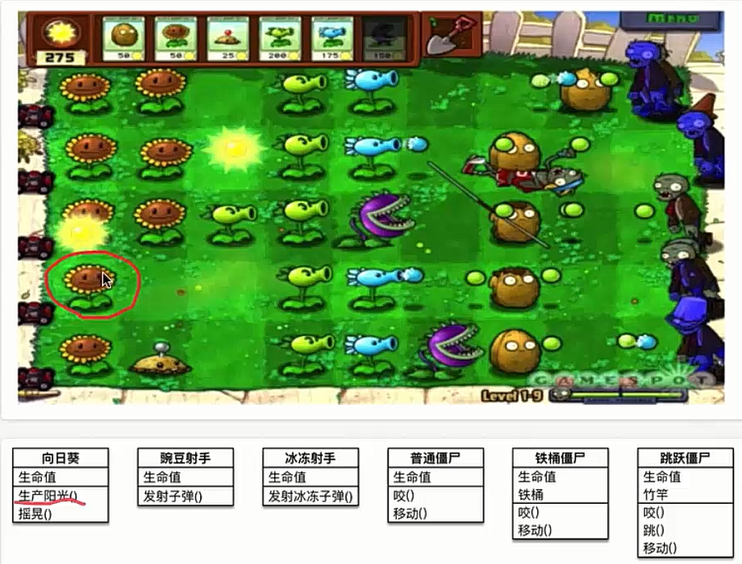 Menu
275
50
50
25
200
175
150
GAMESPOT
Level 1-9
向日葵
生命值
生产阳光()
摇晃()
豌豆射手
生命值
发射子弹()
冰冻射手
生命值
发射冰冻子弹()
普通僵尸
生命值
咬()
移动()
铁桶僵尸
生命值
铁桶
咬()
移动()
跳跃僵尸
生命值
竹竿
咬()
跳()
移动()